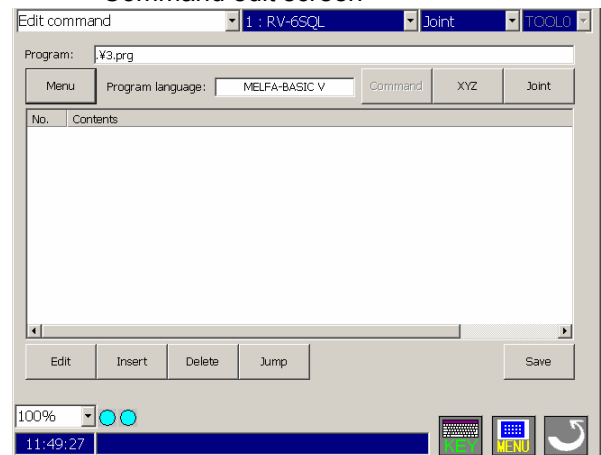 Command edit screen
Edit command 1 : RV-6SQL Joint TOOL0
Program: .¥3.prg
Menu Program language: MELFA-BASIC V Command XYZ Joint
No. Contents
Edit Insert Delete Jump Save
100%
11:49:27 KEY MENU